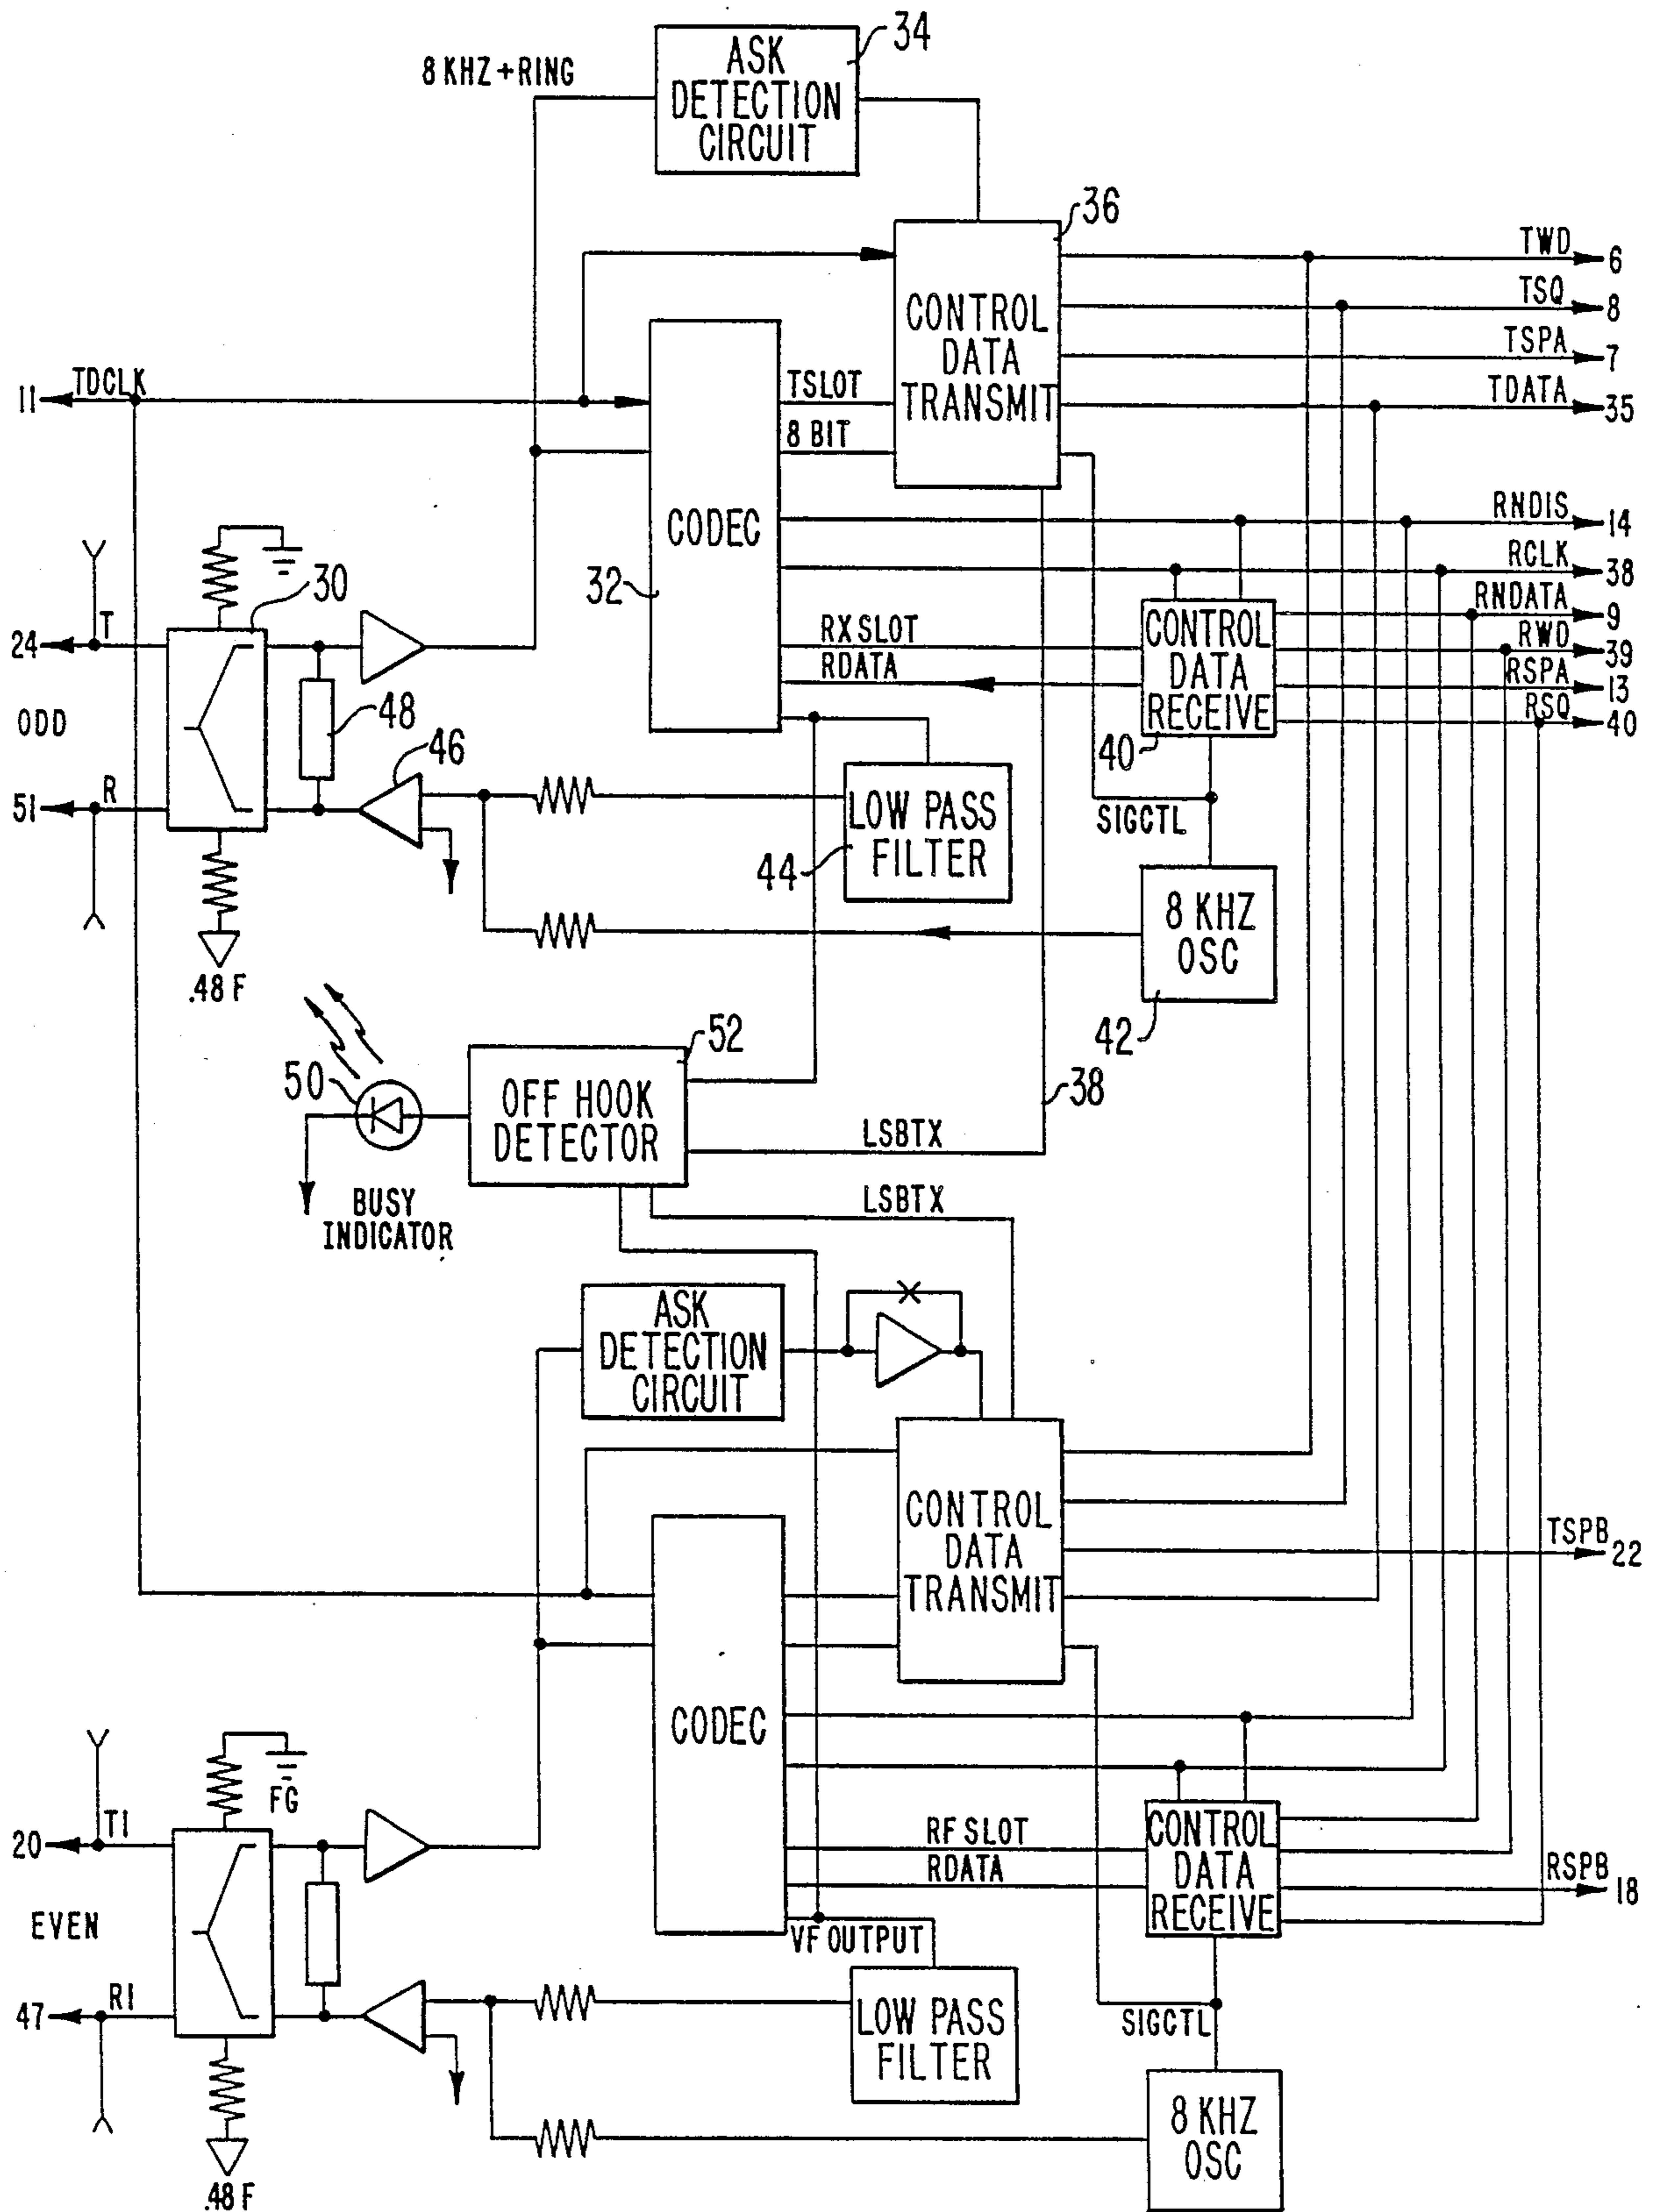 34
8 KHZ+RING
ASK
DETECTION
CIRCUIT
36
CONTROL
DATA
TRANSMIT
TWD
6
TSQ
8
TSPA
7
TDATA
35
11
TDCLK
TSLOT
8 BIT
CODEC
32
RNDIS
14
RCLK
38
RNDATA
9
RWD
39
RSPA
13
RSQ
40
RX SLOT
RDATA
CONTROL
DATA
RECEIVE
40
24
T
30
ODD
48
46
51
R
.48 F
LOW PASS
FILTER
44
SIGCTL
8 KHZ
OSC
42
50
52
OFF HOOK
DETECTOR
38
LSBTX
LSBTX
BUSY
INDICATOR
ASK
DETECTION
CIRCUIT
CONTROL
DATA
TRANSMIT
TSPB
22
CODEC
FG
20
T1
EVEN
47
R1
.48 F
RF SLOT
RDATA
CONTROL
DATA
RECEIVE
RSPB
18
VF OUTPUT
LOW PASS
FILTER
SIGCTL
8 KHZ
OSC